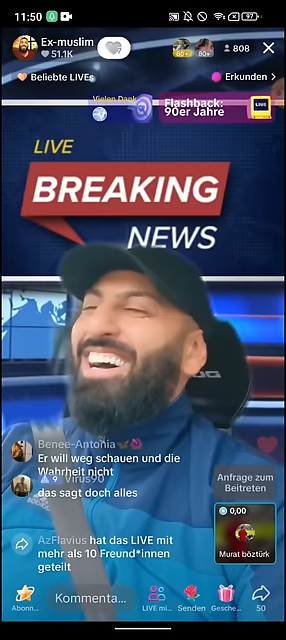 11:50
97
Ex-muslim
51.1K
80+
80+
808
Beliebte LIVEs
Erkunden
Vielen Dank
Flashback:
90er Jahre
LIVE
LIVE
BREAKING
NEWS
Benee-Antonia
Er will weg schauen und die
Wahrheit nicht
9 Virus90
das sagt doch alles
Anfrage zum
Beitreten
0,00
Murat böztürk
AzFlavius hat das LIVE mit
mehr als 10 Freund*innen
geteilt
Abonn...
Kommenta...
LIVE mi...
Senden
Gesche...
50